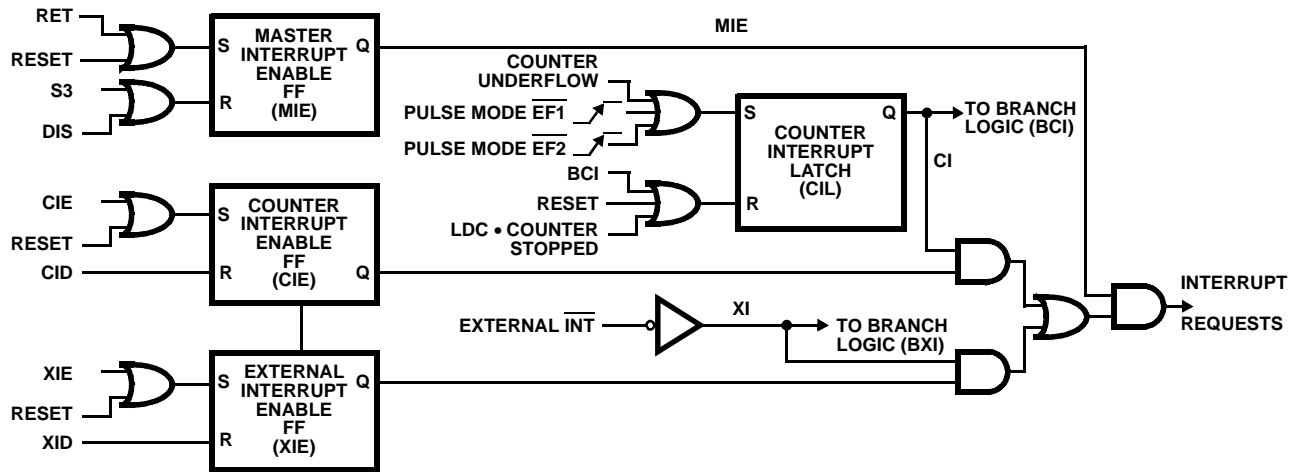 RET
RESET
S3
DIS
S
R
Q
MASTER
INTERRUPT
ENABLE
FF
(MIE)
MIE
COUNTER
UNDERFLOW
PULSE MODE EF1
PULSE MODE EF2
BCI
RESET
LDC • COUNTER
STOPPED
S
R
Q
COUNTER
INTERRUPT
LATCH
(CIL)
TO BRANCH
LOGIC (BCI)
CI
CIE
RESET
CID
S
R
Q
COUNTER
INTERRUPT
ENABLE
FF
(CIE)
EXTERNAL INT
XI
TO BRANCH
LOGIC (BXI)
INTERRUPT
REQUESTS
XIE
RESET
XID
S
R
Q
EXTERNAL
INTERRUPT
ENABLE
FF
(XIE)